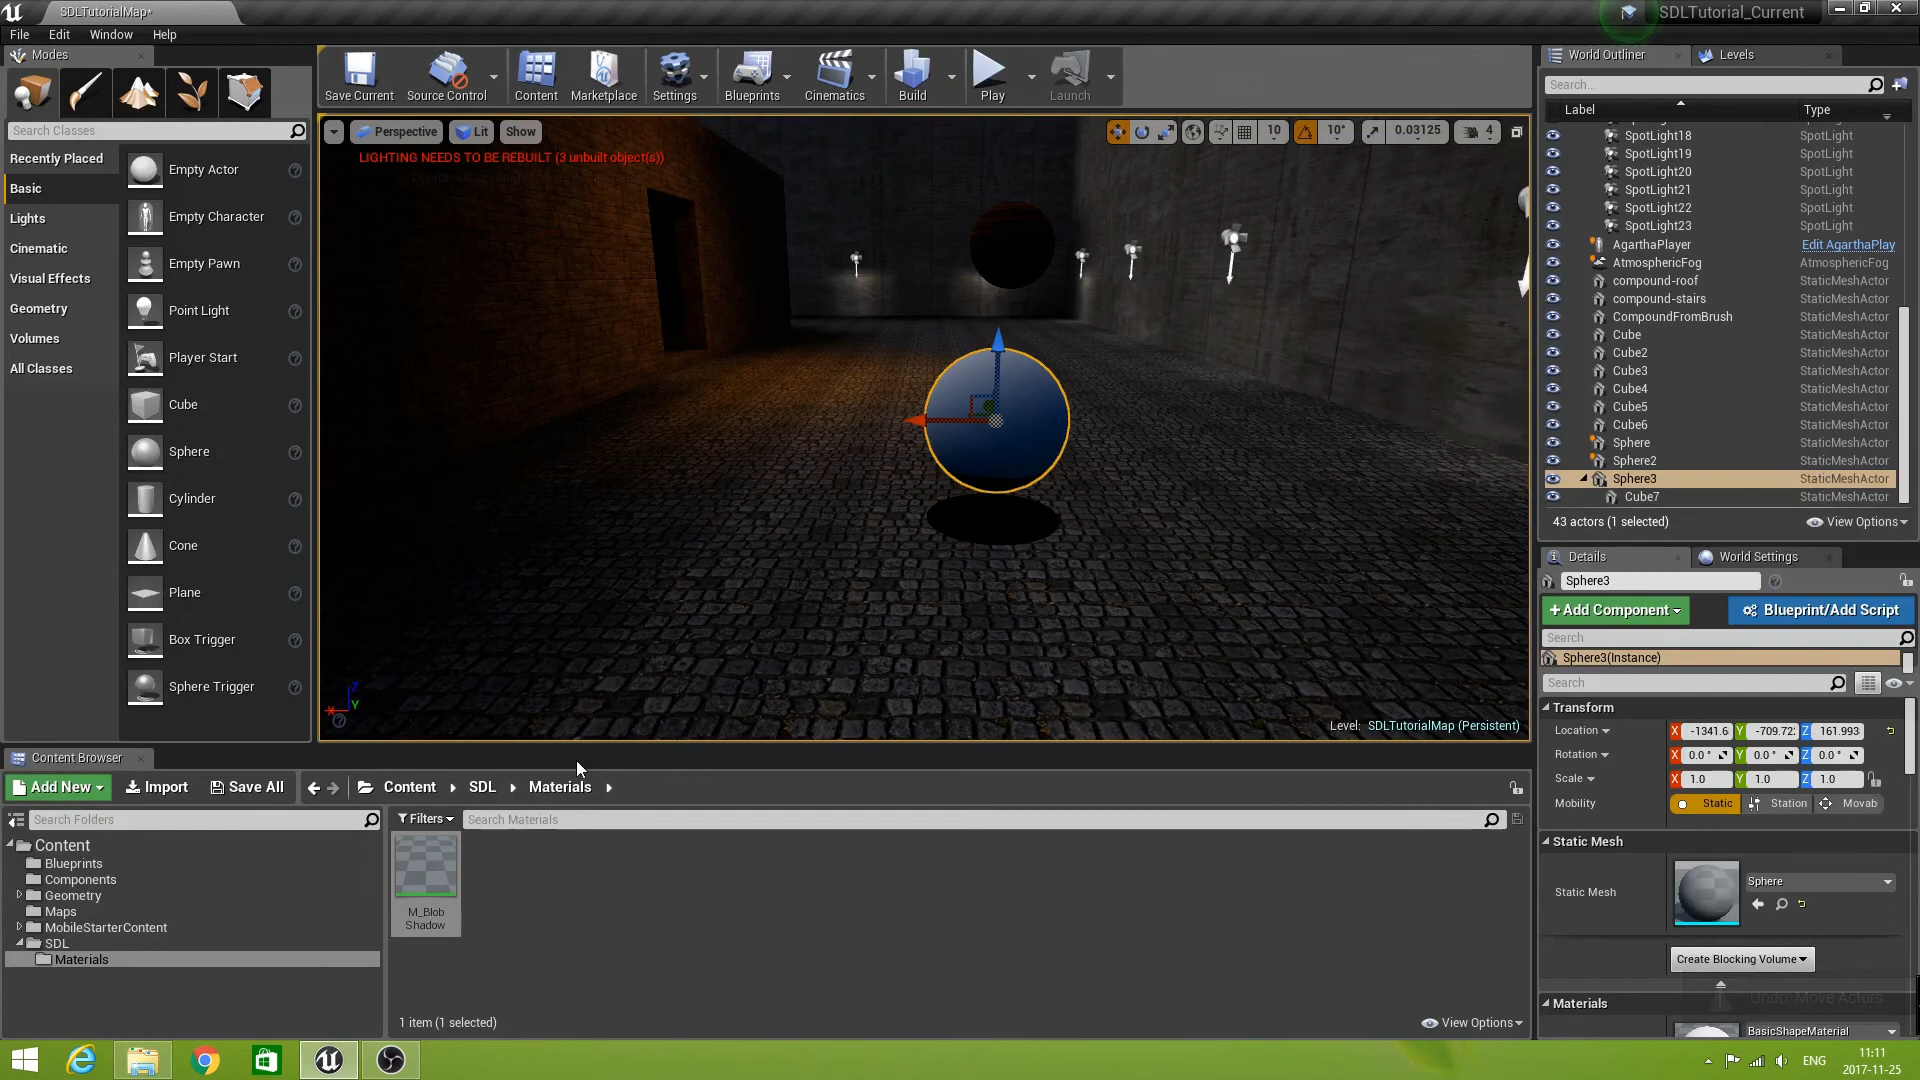 SDLTutorialMap*
SDLTutorial_Current
File Edit Window Help
Modes
Search Classes
Recently Placed
Basic
Lights
Cinematic
Visual Effects
Geometry
Volumes
All Classes
Empty Actor
Empty Character
Empty Pawn
Point Light
Player Start
Cube
Sphere
Cylinder
Cone
Plane
Box Trigger
Sphere Trigger
Save Current
Source Control
Content
Marketplace
Settings
Blueprints
Cinematics
Build
Play
Launch
Perspective Lit Show
10 10° 0.03125 4
LIGHTING NEEDS TO BE REBUILT (3 unbuilt object(s))
Level: SDLTutorialMap (Persistent)
World Outliner Levels
Search...
Label Type
SpotLight18 SpotLight
SpotLight19 SpotLight
SpotLight20 SpotLight
SpotLight21 SpotLight
SpotLight22 SpotLight
SpotLight23 SpotLight
AgarthaPlayer Edit AgarthaPlay
AtmosphericFog AtmosphericFog
compound-roof StaticMeshActor
compound-stairs StaticMeshActor
CompoundFromBrush StaticMeshActor
Cube StaticMeshActor
Cube2 StaticMeshActor
Cube3 StaticMeshActor
Cube4 StaticMeshActor
Cube5 StaticMeshActor
Cube6 StaticMeshActor
Sphere StaticMeshActor
Sphere2 StaticMeshActor
Sphere3 StaticMeshActor
Cube7 StaticMeshActor
43 actors (1 selected) View Options
Details World Settings
Sphere3
+Add Component Blueprint/Add Script
Search
Sphere3(Instance)
Search
Transform
Location X -1341.6 Y -709.72 Z 161.993
Rotation X 0.0 ° Y 0.0 ° Z 0.0 °
Scale X 1.0 Y 1.0 Z 1.0
Mobility Static Station Movab
Static Mesh
Static Mesh Sphere
Create Blocking Volume
Undo: Move Actors
Materials
BasicShapeMaterial
Content Browser
Add New Import Save All Content SDL Materials
Search Folders
Filters Search Materials
Content
Blueprints
Components
Geometry
Maps
MobileStarterContent
SDL
Materials
M_Blob
Shadow
1 item (1 selected)
View Options
ENG
11:11
2017-11-25
X Y Z